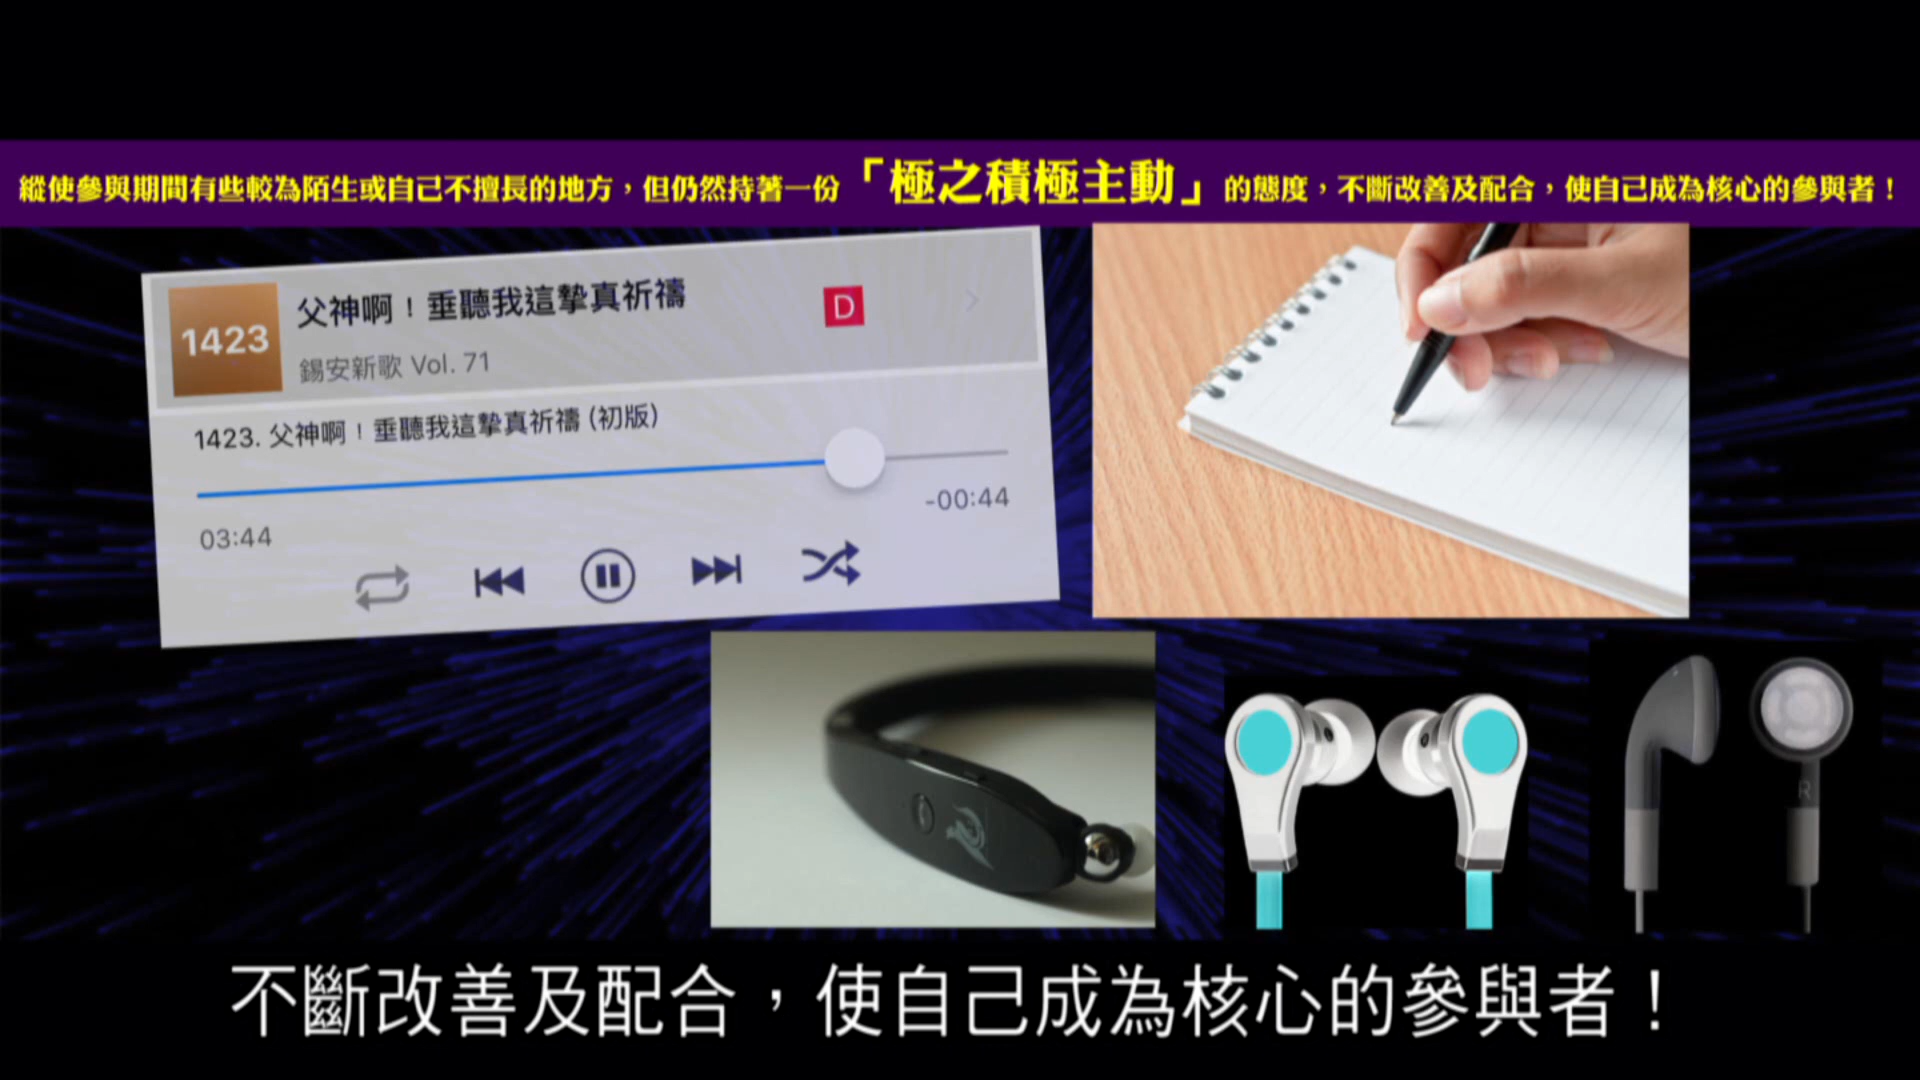 縱使參與期間有些較為陌生或自己不擅長的地方，但仍然持著一份「極之積極主動」的態度，不斷改善及配合，使自己成為核心的參與者！
1423
父神啊！垂聽我這摯真祈禱
D
錫安新歌 Vol. 71
1423. 父神啊！垂聽我這摯真祈禱 (初版)
-00:44
03:44
R
不斷改善及配合，使自己成為核心的參與者！